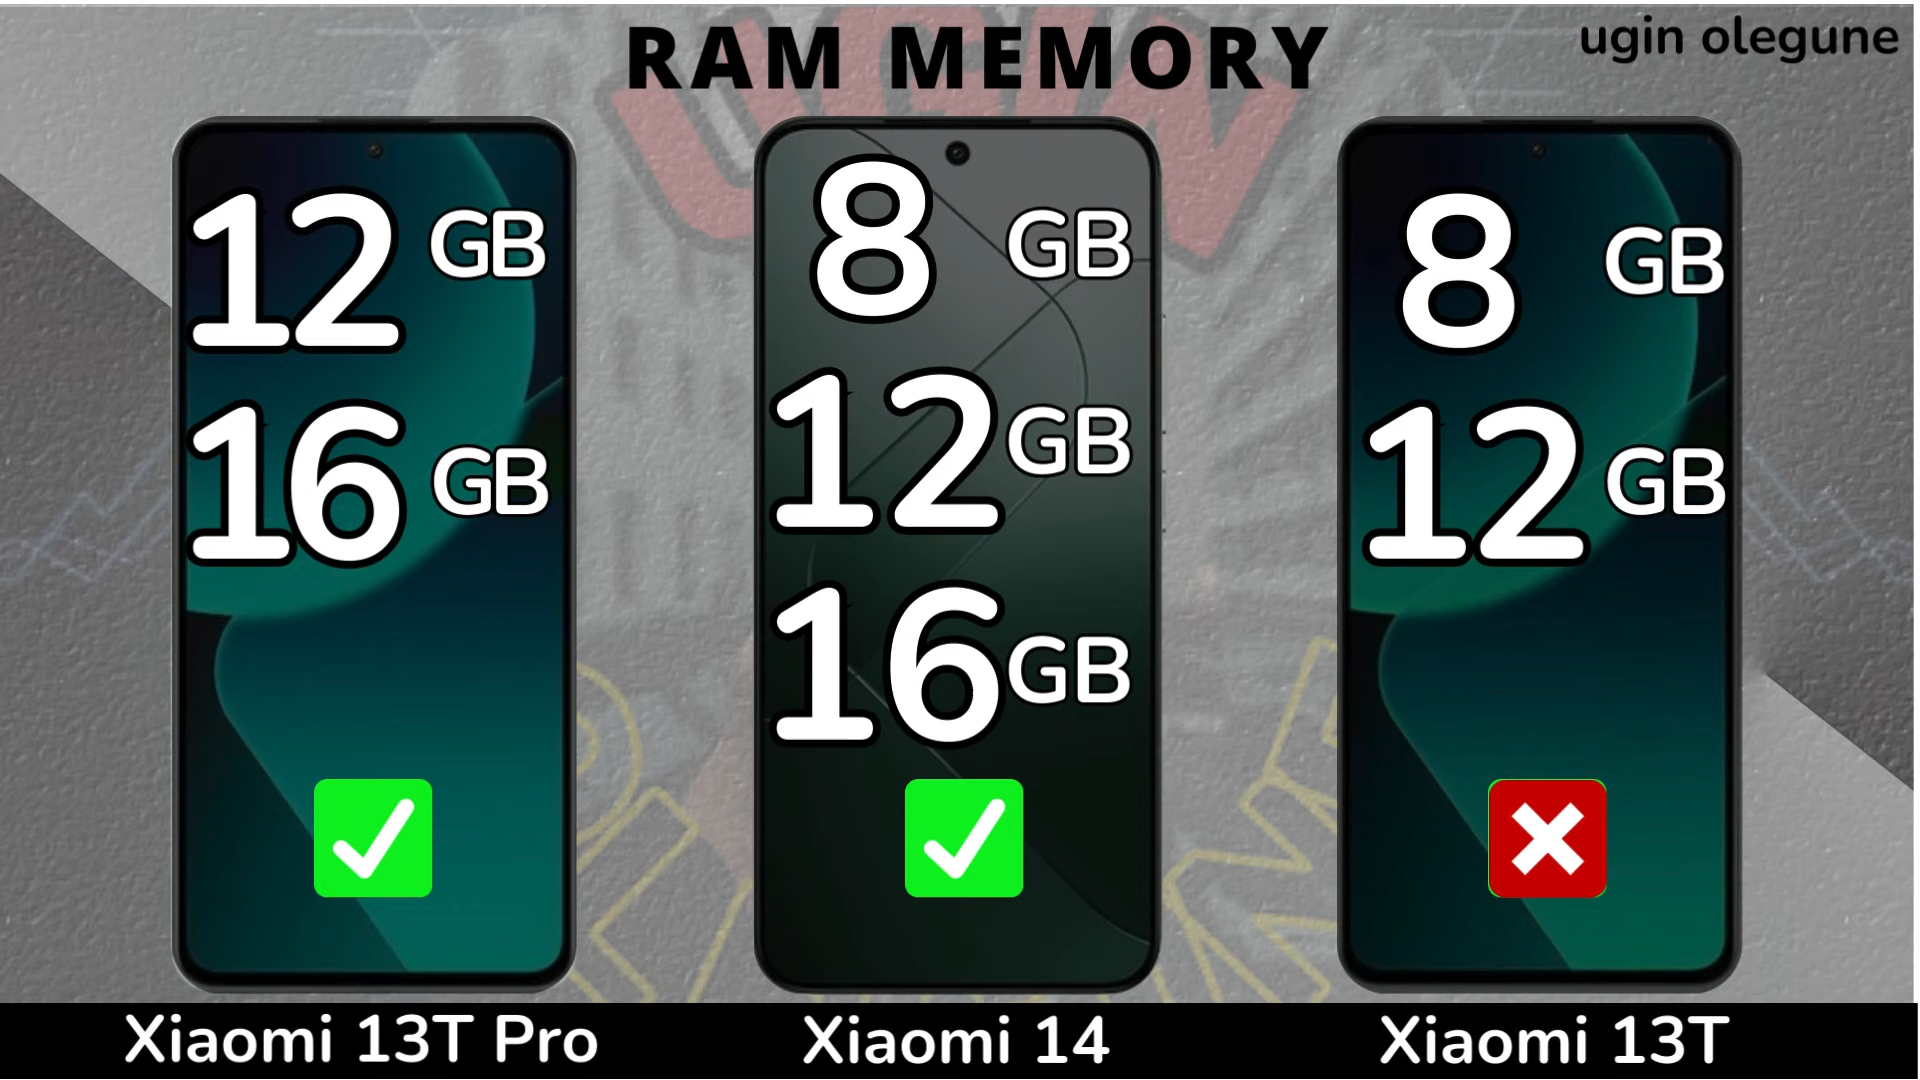 RAM MEMORY
ugin olegune
12 GB
16 GB
8 GB
12 GB
16 GB
8 GB
12 GB
Xiaomi 13T Pro
Xiaomi 14
Xiaomi 13T